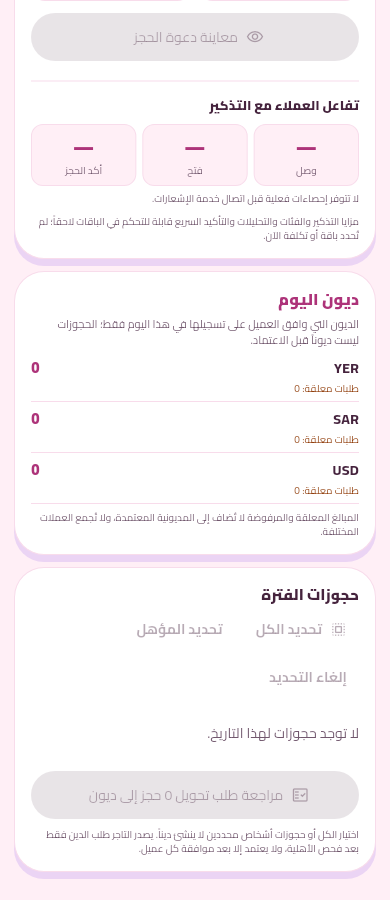 معاينة دعوة الحجز
تفاعل العملاء مع التذكير
—
—
—
وصل
فتح
أكد الحجز
لا تتوفر إحصاءات فعلية قبل اتصال خدمة الإشعارات.
مزايا التذكير والفئات والتحليلات والتأكيد السريع قابلة للتحكم في الباقات لاحقاً؛ لم
تُحدد باقة أو تكلفة الآن.
ديون اليوم
الديون التي وافق العميل على تسجيلها في هذا اليوم فقط؛ الحجوزات
ليست ديوناً قبل الاعتماد.
YER
0
طلبات معلقة: 0
SAR
0
طلبات معلقة: 0
USD
0
طلبات معلقة: 0
المبالغ المعلقة والمرفوضة لا تُضاف إلى المديونية المعتمدة، ولا تُجمع العملات
المختلفة.
حجوزات الفترة
تحديد الكل
تحديد المؤهل
إلغاء التحديد
لا توجد حجوزات لهذا التاريخ.
مراجعة طلب تحويل 0 حجز إلى ديون
اختيار الكل أو حجوزات أشخاص محددين لا ينشئ ديناً. يصدر التاجر طلب الدين فقط
بعد فحص الأهلية، ولا يعتمد إلا بعد موافقة كل عميل.